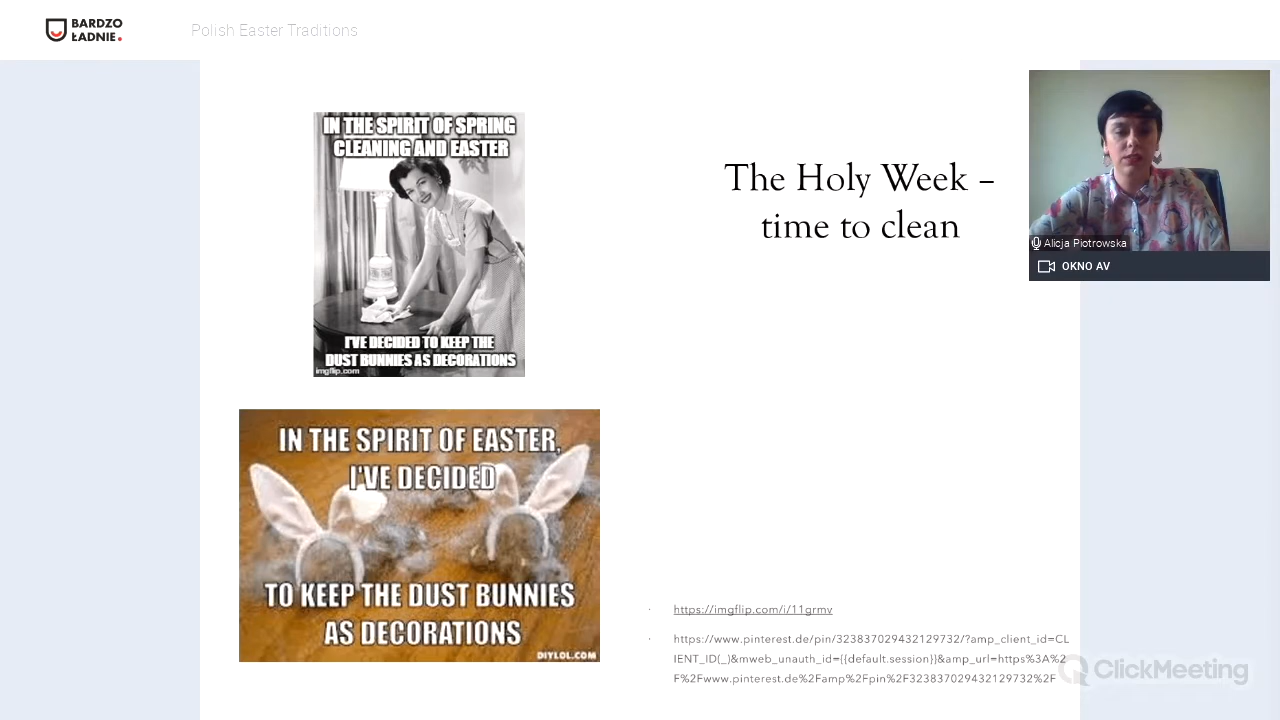 BARDZO
ŁADNIE.
Polish Easter Traditions
IN THE SPIRIT OF SPRING
CLEANING AND EASTER
I'VE DECIDED TO KEEP THE
DUST BUNNIES AS DECORATIONS
imgflip.com
The Holy Week –
time to clean
Alicja Piotrowska
OKNO AV
IN THE SPIRIT OF EASTER,
I'VE DECIDED
TO KEEP THE DUST BUNNIES
AS DECORATIONS
DIYLOL.COM
· https://imgflip.com/i/11grmv
· https://www.pinterest.de/pin/323837029432129732/?amp_client_id=CL
IENT_ID(_)&mweb_unauth_id={{default.session}}&amp_url=https%3A%2
F%2Fwww.pinterest.de%2Famp%2Fpin%2F323837029432129732%2F
ClickMeeting